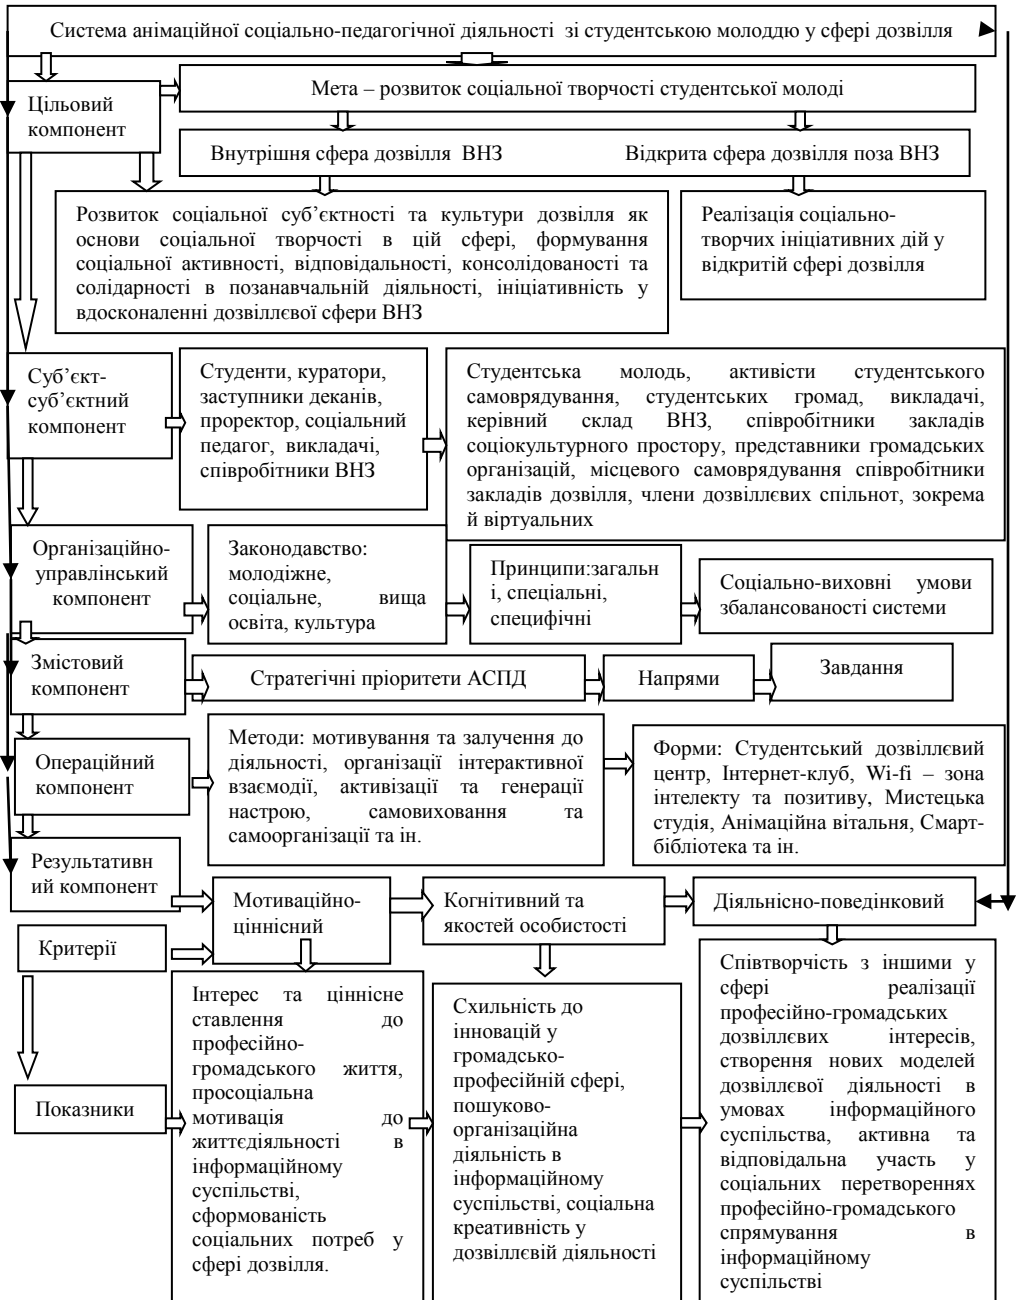 Система анімаційної соціально-педагогічної діяльності зі студентською молоддю у сфері дозвілля
Цільовий
компонент
Мета – розвиток соціальної творчості студентської молоді
Внутрішня сфера дозвілля ВНЗ
Відкрита сфера дозвілля поза ВНЗ
Розвиток соціальної суб’єктності та культури дозвілля як
основи соціальної творчості в цій сфері, формування
соціальної активності, відповідальності, консолідованості та
солідарності в позанавчальній діяльності, ініціативність у
вдосконаленні дозвіллєвої сфери ВНЗ
Реалізація соціально-
творчих ініціативних дій у
відкритій сфері дозвілля
Суб’єкт-
суб’єктний
компонент
Студенти, куратори,
заступники деканів,
проректор, соціальний
педагог, викладачі,
співробітники ВНЗ
Студентська молодь, активісти студентського
самоврядування, студентських громад, викладачі,
керівний склад ВНЗ, співробітники закладів
соціокультурного простору, представники громадських
організацій, місцевого самоврядування співробітники
закладів дозвілля, члени дозвіллєвих спільнот, зокрема
й віртуальних
Організаційно-
управлінський
компонент
Законодавство:
молодіжне,
соціальне, вища
освіта, культура
Принципи:загальн
і, спеціальні,
специфічні
Соціально-виховні умови
збалансованості системи
Змістовий
компонент
Стратегічні пріоритети АСПД
Напрями
Завдання
Операційний
компонент
Методи: мотивування та залучення до
діяльності, організації інтерактивної
взаємодії, активізації та генерації
настрою, самовиховання та
самоорганізації та ін.
Форми: Студентський дозвіллєвий
центр, Інтернет-клуб, Wi-fi – зона
інтелекту та позитиву, Мистецька
студія, Анімаційна вітальня, Смарт-
бібліотека та ін.
Результативн
ий компонент
Мотиваційно-
ціннісний
Когнітивний та
якостей особистості
Діяльнісно-поведінковий
Критерії
Показники
Інтерес та ціннісне
ставлення до
професійно-
громадського життя,
просоціальна
мотивація до
життєдіяльності в
інформаційному
суспільстві,
сформованість
соціальних потреб у
сфері дозвілля.
Схильність до
інновацій у
громадсько-
професійній сфері,
пошуково-
організаційна
діяльність в
інформаційному
суспільстві, соціальна
креативність у
дозвіллєвій діяльності
Співтворчість з іншими у
сфері реалізації
професійно-громадських
дозвіллєвих інтересів,
створення нових моделей
дозвіллєвої діяльності в
умовах інформаційного
суспільства, активна та
відповідальна участь у
соціальних перетвореннях
професійно-громадського
спрямування в
інформаційному
суспільстві